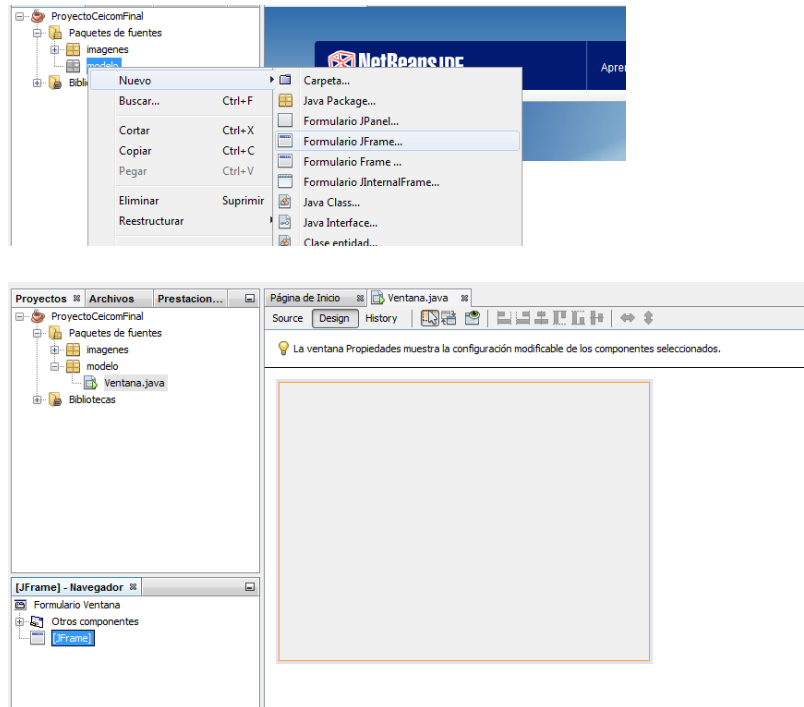 ProyectoCeicomFinal
Paquetes de fuentes
imagenes
modelo
NetBeans IDE
Nuevo
Carpeta...
Buscar... Ctrl+F
Java Package...
Formulario JPanel...
Cortar Ctrl+X
Formulario JFrame...
Copiar Ctrl+C
Formulario Frame ...
Pegar Ctrl+V
Formulario JInternalFrame...
Eliminar Suprimir
Java Class...
Reestructurar
Java Interface...
Clase entidad...
Proyectos Archivos Prestacion...
Página de Inicio Ventana.java
ProyectoCeicomFinal
Source Design History
Paquetes de fuentes
imagenes
La ventana Propiedades muestra la configuración modificable de los componentes seleccionados.
modelo
Ventana.java
Bibliotecas
[JFrame] - Navegador
Formulario Ventana
Otros componentes
[JFrame]